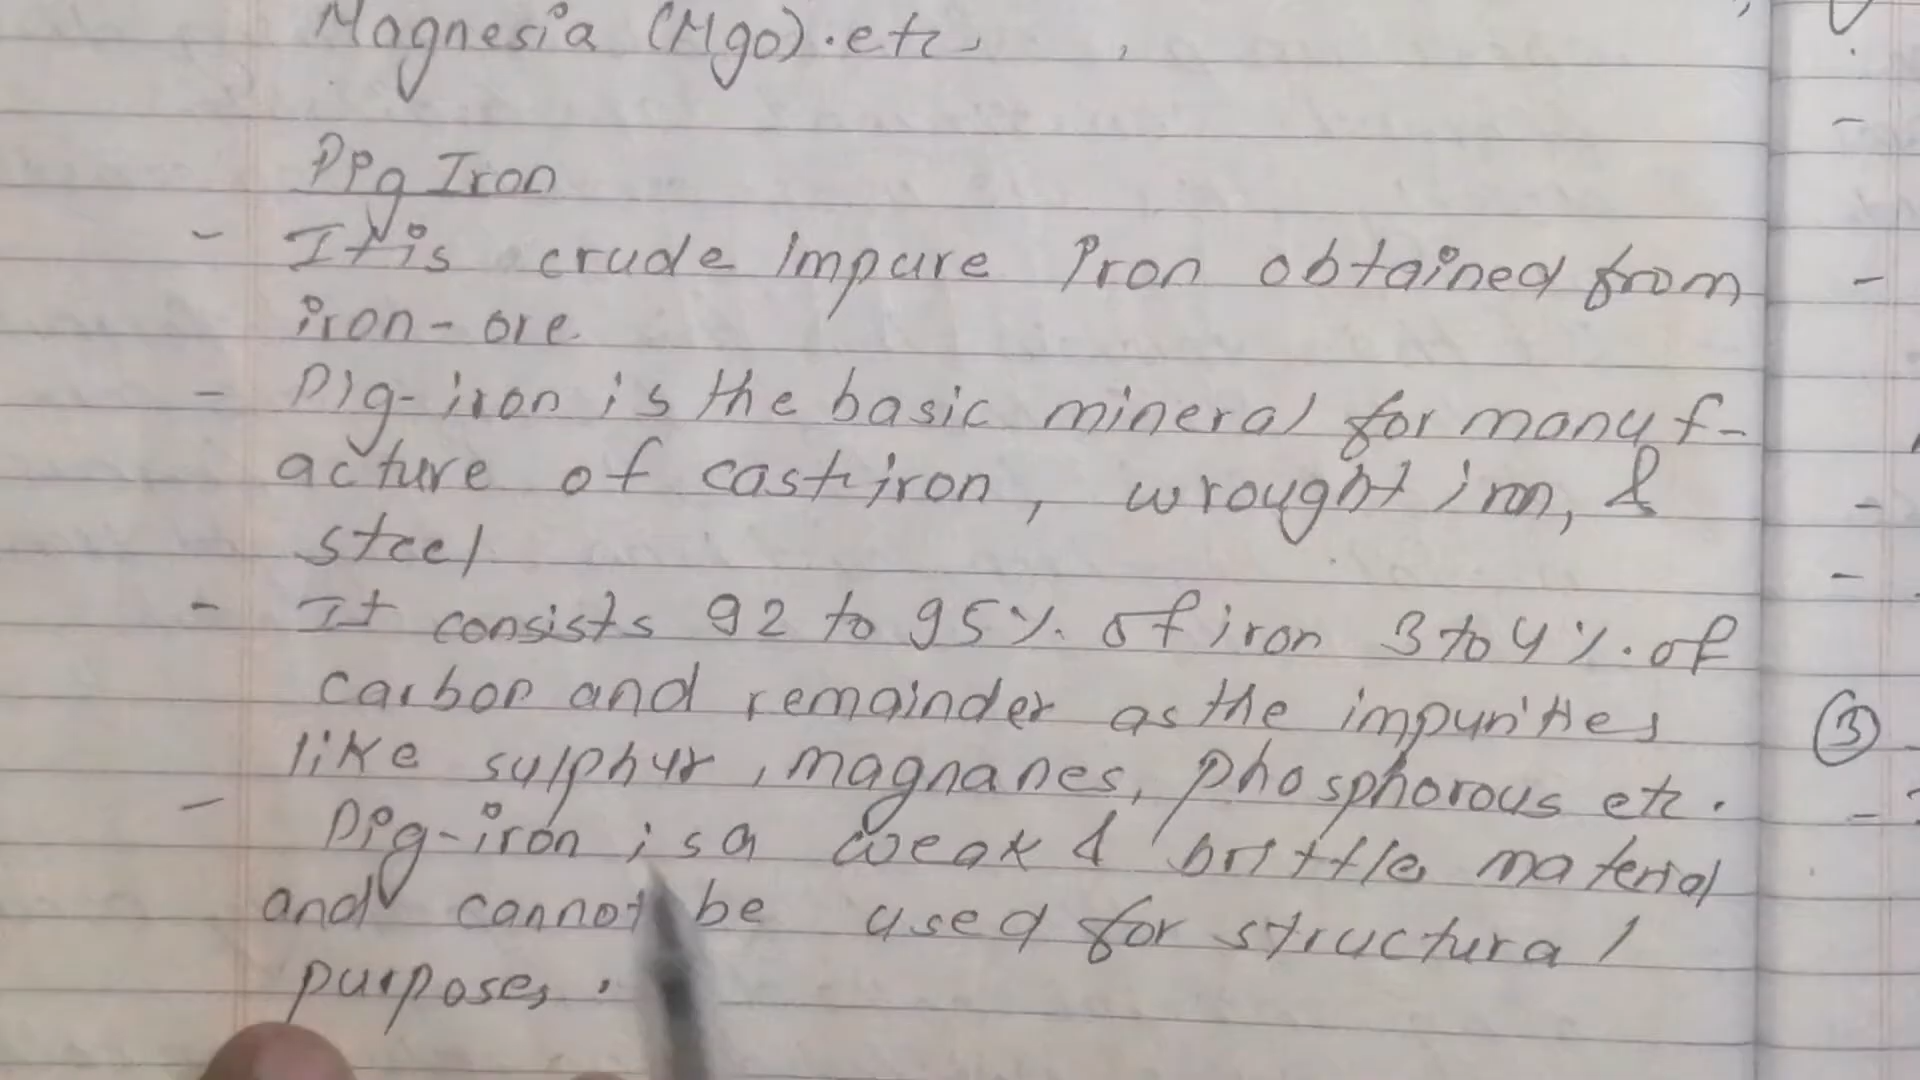 Magnesia (Mgo). etc,
Pig Iron
- It is crude impure iron obtained from
iron-ore.
- Pig-iron is the basic mineral for manuf-
acture of cast iron, wrought iron, &
steel
- It consists 92 to 95%. of iron 3 to 4%. of
carbon and remainder as the impurities
like sulphur, magnanes, phosphorous etc.
- Pig-iron is a weak & brittle material
and cannot be used for structural
purposes.
3